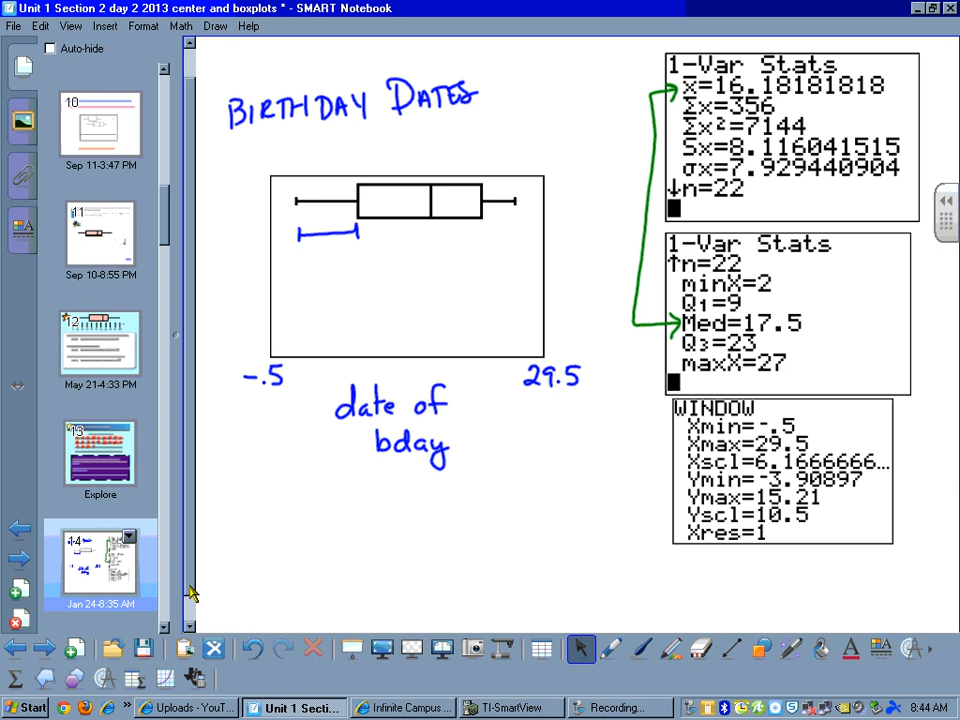 Unit 1 Section 2 day 2 2013 center and boxplots * - SMART Notebook
File Edit View Insert Format Math Draw Help
Auto-hide
10
Sep 11-3:47 PM
11
Sep 10-8:55 PM
12
May 21-4:33 PM
13
Explore
14
Jan 24-8:35 AM
BIRTHDAY DATES
-.5
29.5
date of
bday
1-Var Stats
x̄=16.18181818
Σx=356
Σx²=7144
Sx=8.116041515
σx=7.929440904
↓n=22
1-Var Stats
↑n=22
minX=2
Q₁=9
Med=17.5
Q₃=23
maxX=27
WINDOW
Xmin=-.5
Xmax=29.5
Xscl=6.1666666...
Ymin=-3.90897
Ymax=15.21
Yscl=10.5
Xres=1
Start
Uploads - YouT...
Unit 1 Secti...
Infinite Campus ...
TI-SmartView
Recording...
8:44 AM